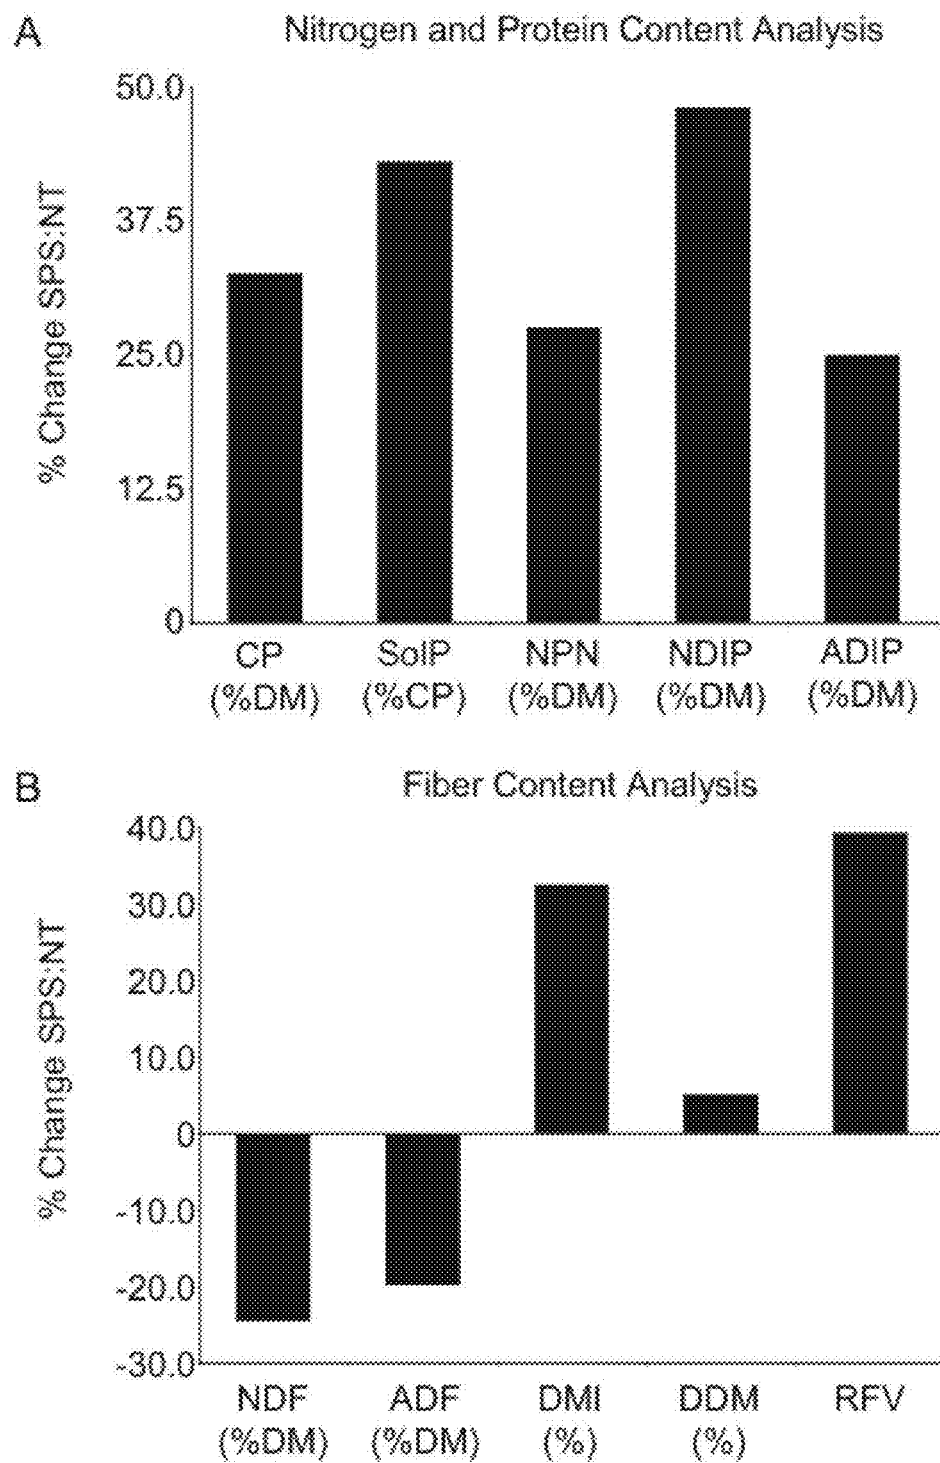 A
Nitrogen and Protein Content Analysis
% Change SPS:NT
50.0
37.5
25.0
12.5
0
CP SolP NPN NDIP ADIP
(%DM) (%CP) (%DM) (%DM) (%DM)
B
Fiber Content Analysis
% Change SPS:NT
40.0
30.0
20.0
10.0
0
-10.0
-20.0
-30.0
NDF ADF DMI DDM RFV
(%DM) (%DM) (%) (%)